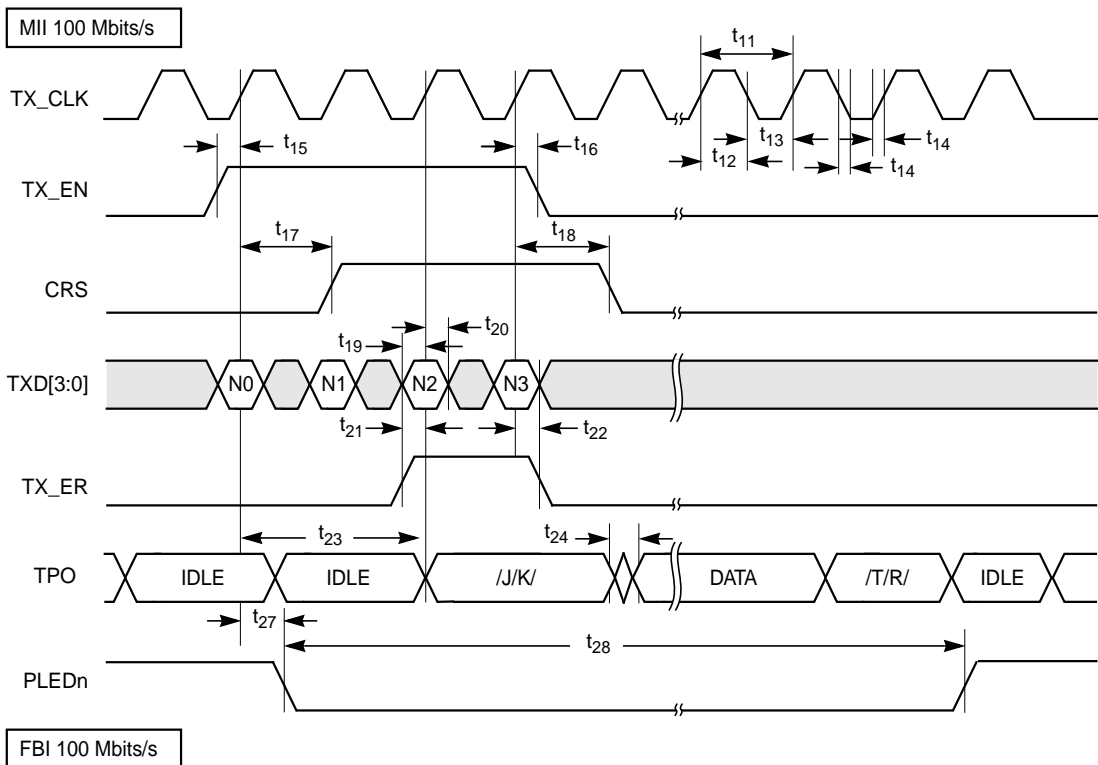 MII 100 Mbits/s
t11
TX_CLK
t15 t16 t12 t13 t14 t14
TX_EN
t17 t18
CRS
t19 t20
TXD[3:0] N0 N1 N2 N3
t21 t22
TX_ER
t23 t24
TPO IDLE IDLE /J/K/ DATA /T/R/ IDLE
t27 t28
PLEDn
FBI 100 Mbits/s